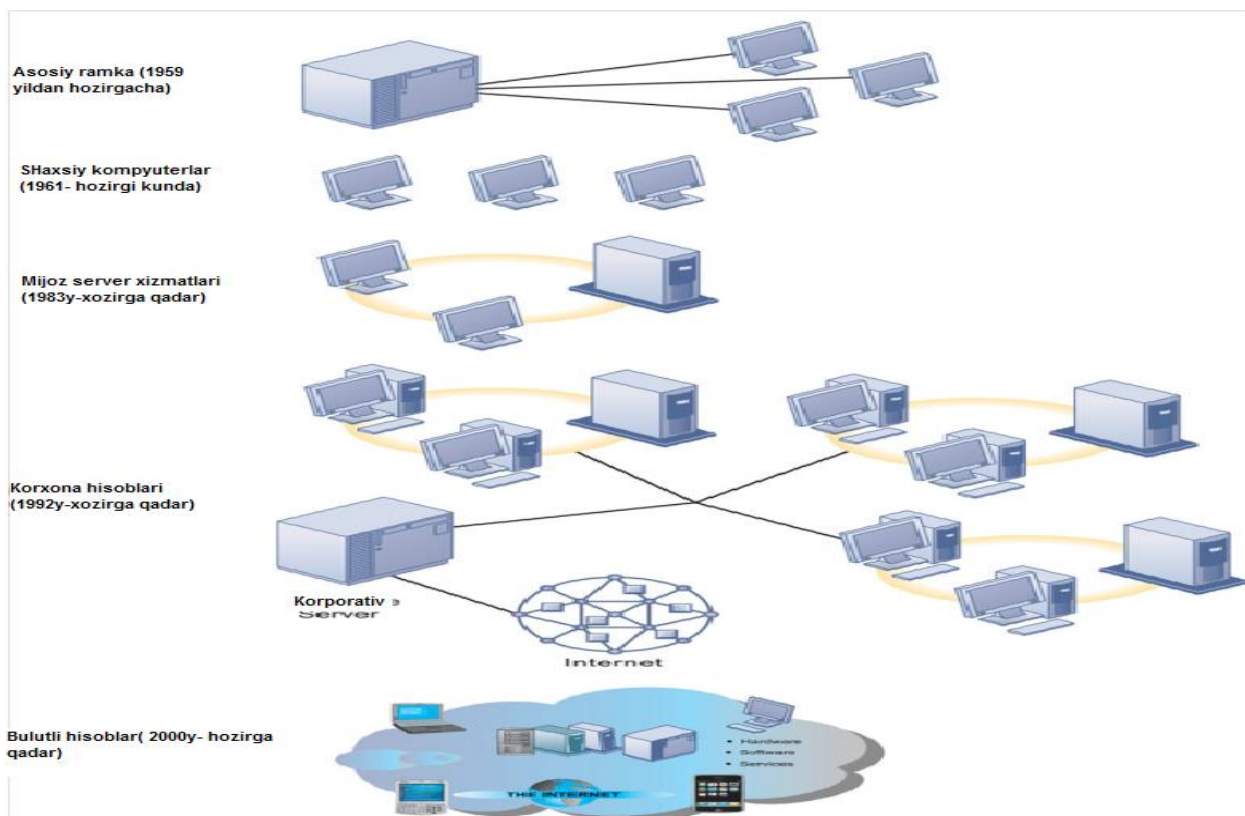 Asosiy ramka (1959
yildan hozirgacha)
SHaxsiy kompyuterlar
(1961- hozirgi kunda)
Mijoz server xizmatlari
(1983y-xozirga qadar)
Korxona hisoblari
(1992y-xozirga qadar)
Korporativ e
Server
Internet
Bulutli hisoblar( 2000y- hozirga
qadar)
• Hardware
• Software
• Services
THE INTERNET